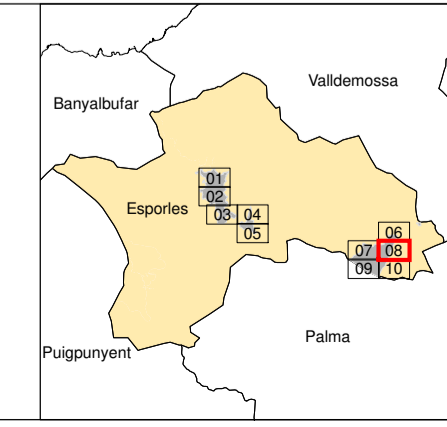 Valldemossa
Banyalbufar
01
02
Esporles
03 04
05
06
07 08
09 10
Palma
Puigpunyent